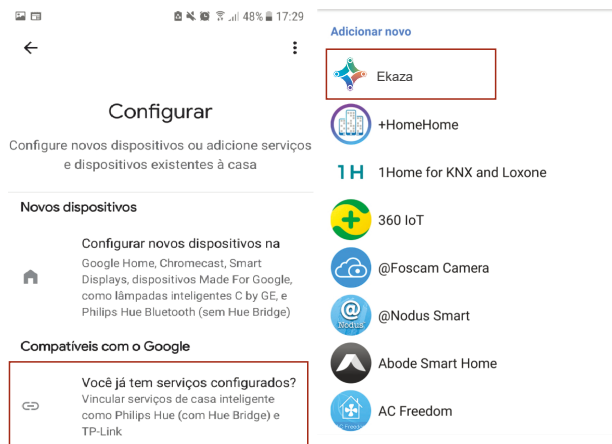 48% 17:29
Configurar
Configure novos dispositivos ou adicione serviços
e dispositivos existentes à casa
Novos dispositivos
Configurar novos dispositivos na
Google Home, Chromecast, Smart
Displays, dispositivos Made For Google,
como lâmpadas inteligentes C by GE, e
Philips Hue Bluetooth (sem Hue Bridge)
Compatíveis com o Google
Você já tem serviços configurados?
Vincular serviços de casa inteligente
como Philips Hue (com Hue Bridge) e
TP-Link
Adicionar novo
Ekaza
+HomeHome
1H 1Home for KNX and Loxone
360 IoT
@Foscam Camera
@ Nodus
@Nodus Smart
Abode Smart Home
AC Freedom
AC Freedom